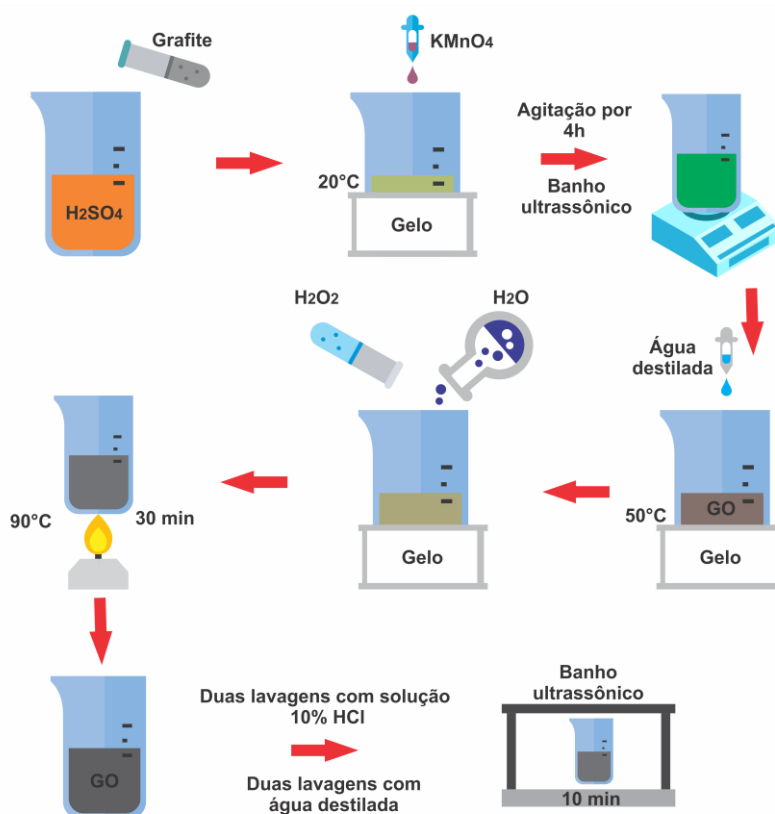 Grafite
H2SO4
KMnO4
20°C
Gelo
Agitação por
4h
Banho
ultrassônico
Água
destilada
50°C
GO
Gelo
H2O2
H2O
Gelo
90°C
30 min
GO
Duas lavagens com solução
10% HCl
Duas lavagens com
água destilada
Banho
ultrassônico
10 min